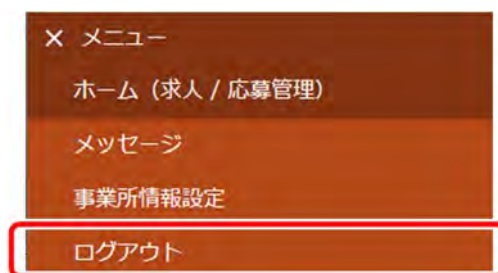 × メニュー
ホーム（求人 / 応募管理）
メッセージ
事業所情報設定
ログアウト